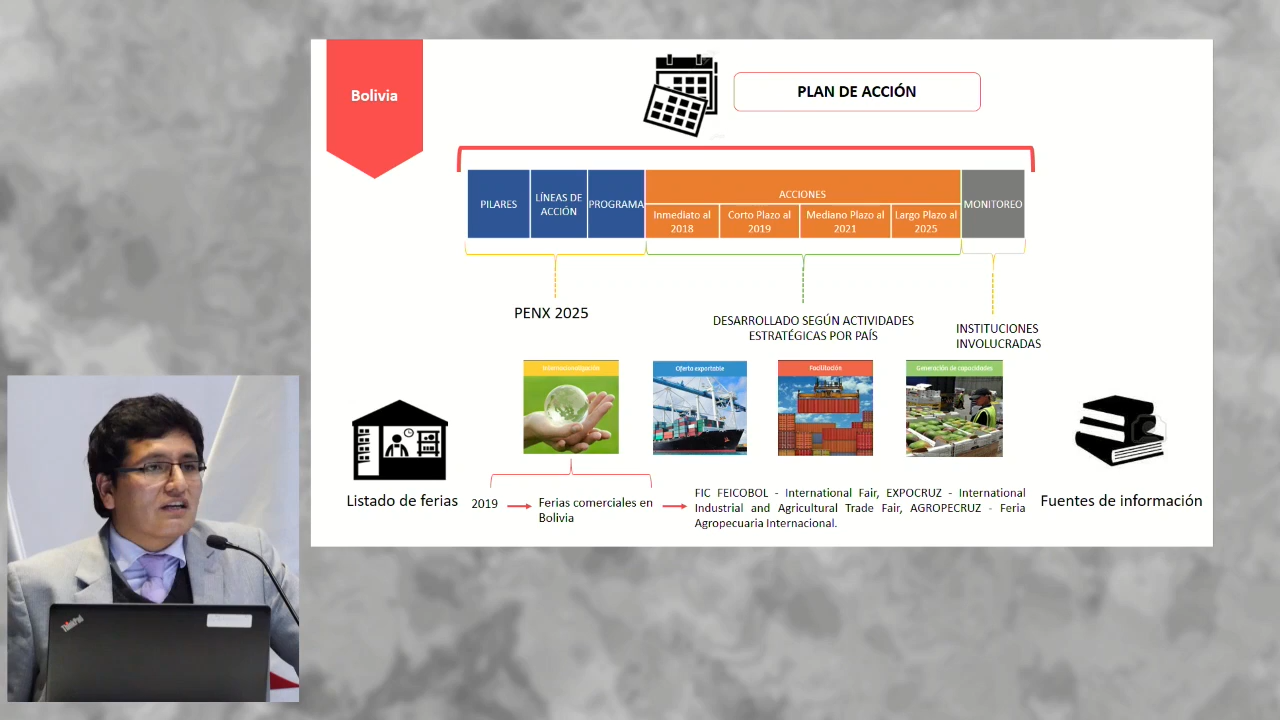 Bolivia
PLAN DE ACCIÓN
PILARES
LÍNEAS DE
ACCIÓN
PROGRAMA
ACCIONES
Inmediato al
2018
Corto Plazo al
2019
Mediano Plazo al
2021
Largo Plazo al
2025
MONITOREO
PENX 2025
DESARROLLADO SEGÚN ACTIVIDADES
ESTRATÉGICAS POR PAÍS
INSTITUCIONES
INVOLUCRADAS
Internacionalización
Oferta exportable
Facilitación
Generación de capacidades
Listado de ferias
2019
Ferias comerciales en
Bolivia
FIC FEICOBOL - International Fair, EXPOCRUZ - International
Industrial and Agricultural Trade Fair, AGROPECRUZ - Feria
Agropecuaria Internacional.
Fuentes de información
ThinkPad